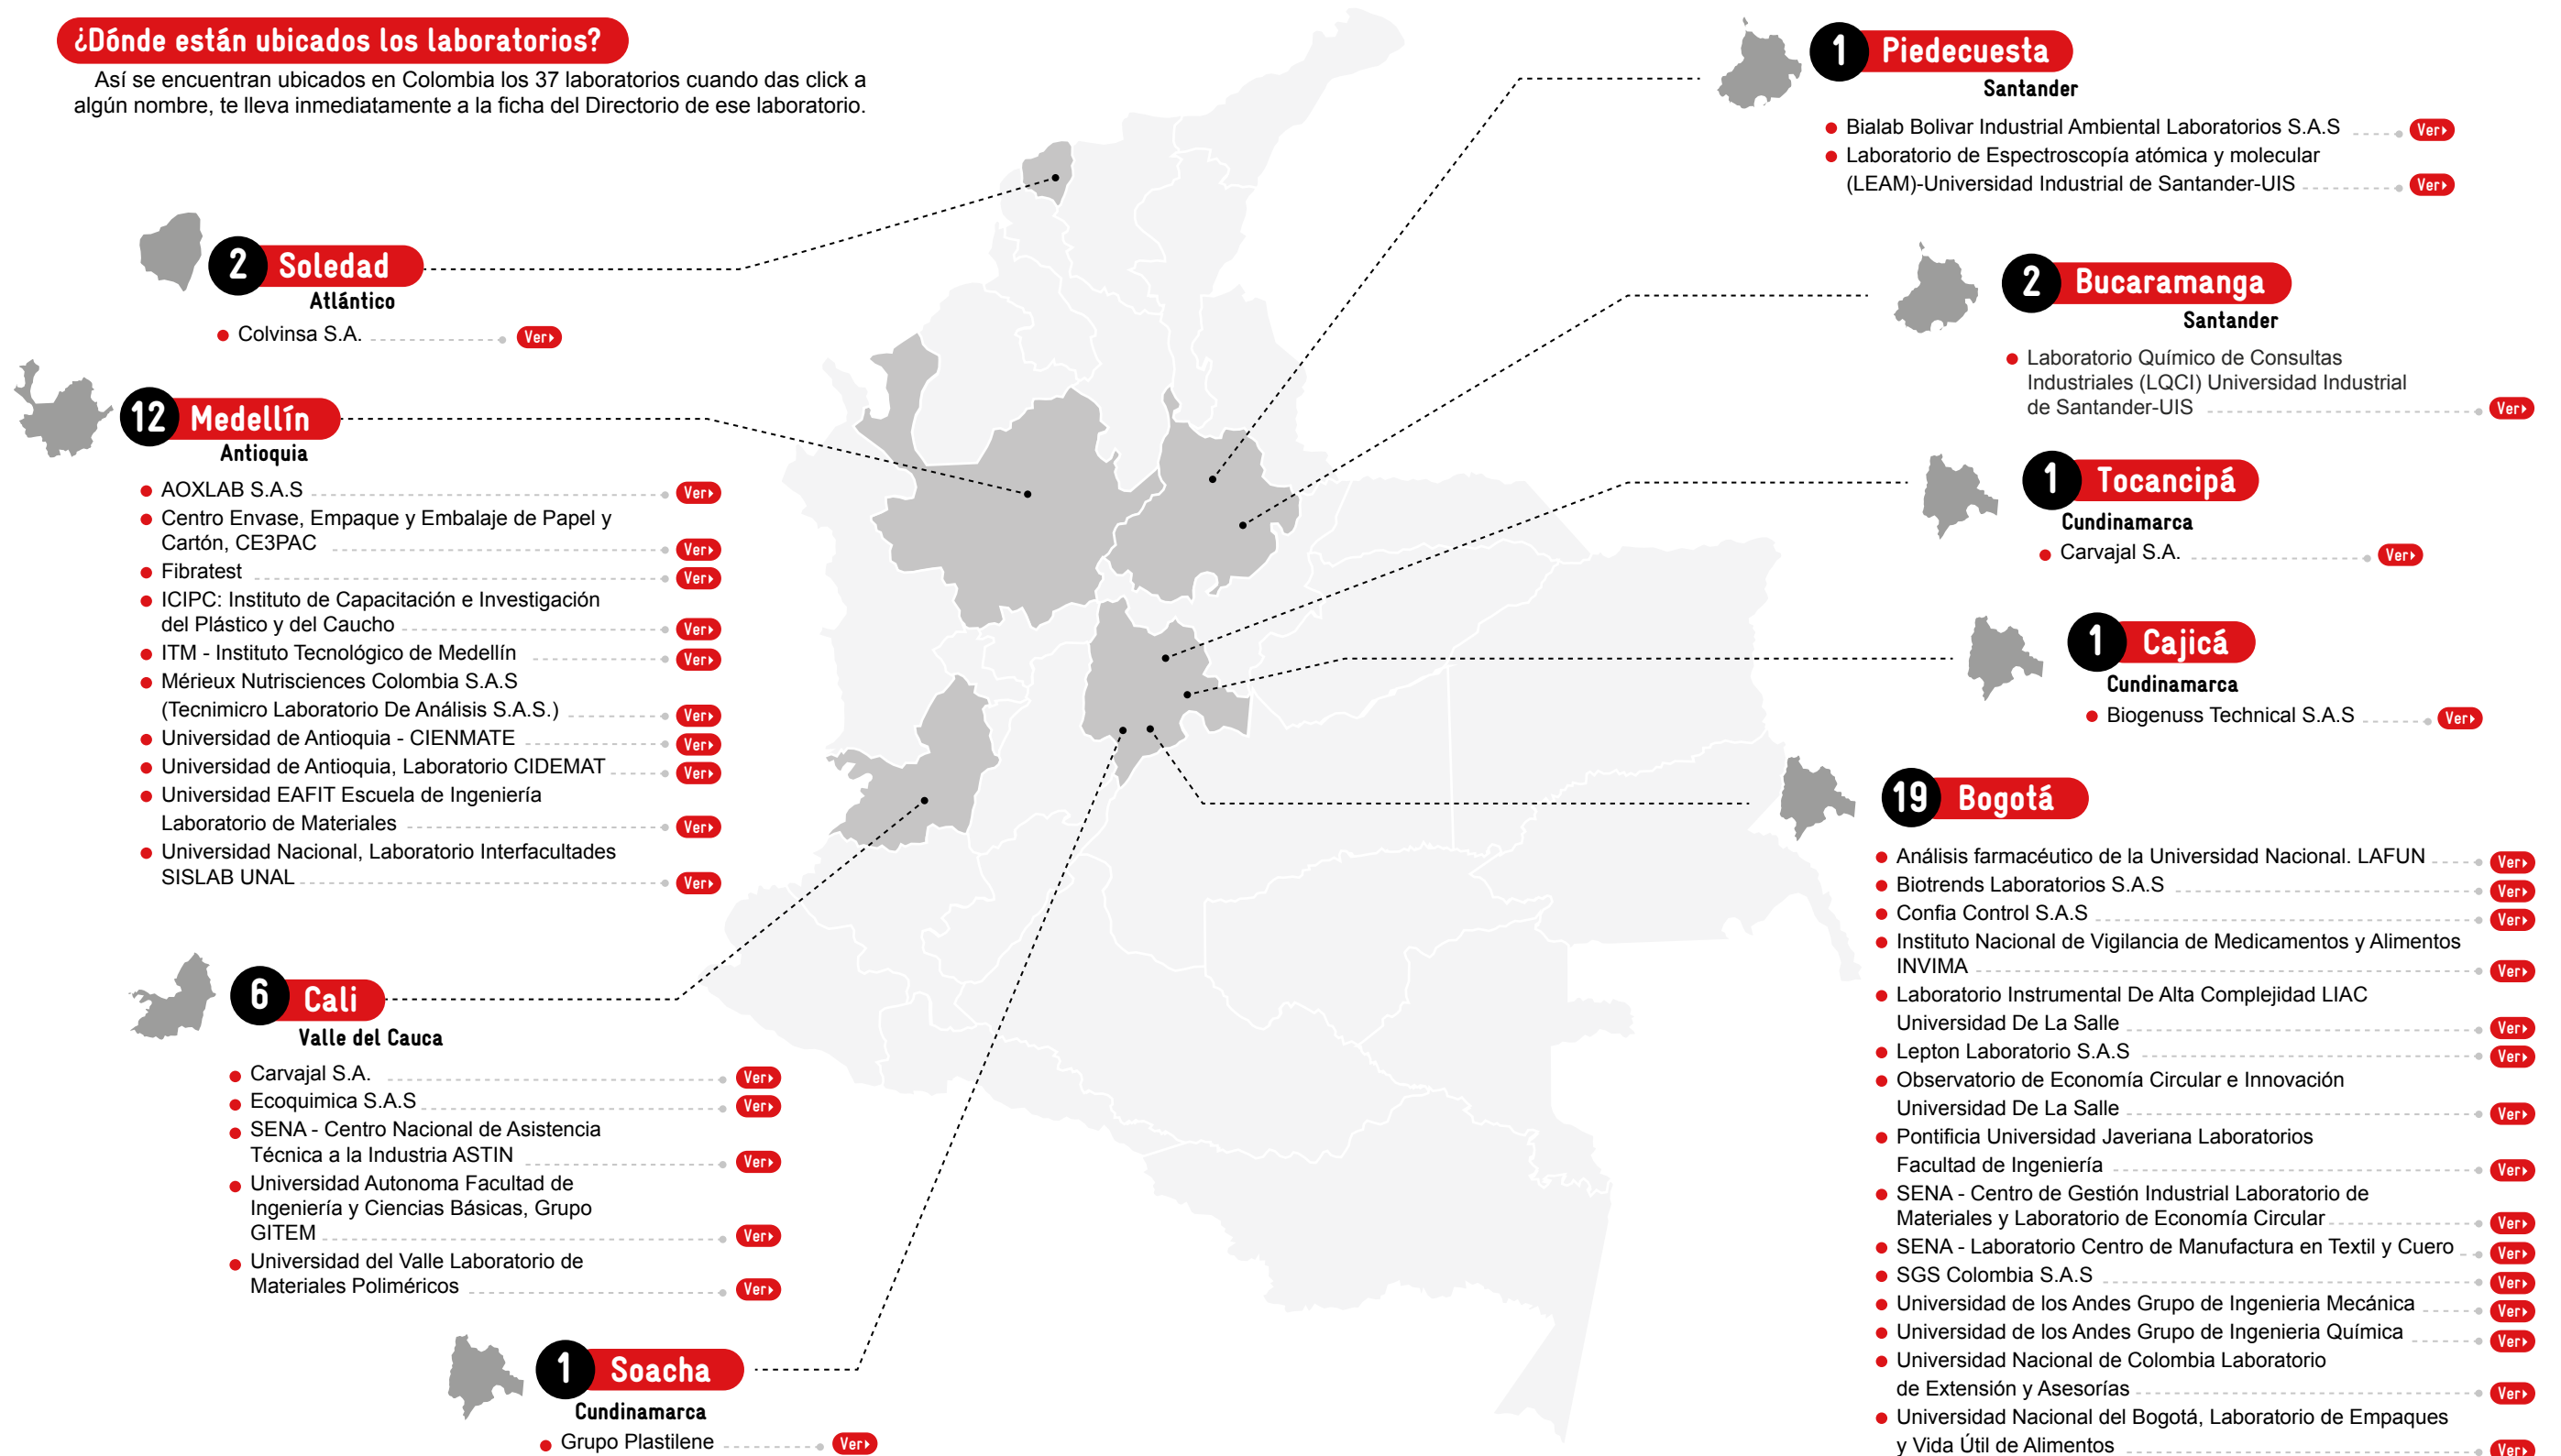 ¿Dónde están ubicados los laboratorios?
Así se encuentran ubicados en Colombia los 37 laboratorios cuando das click a
algún nombre, te lleva inmediatamente a la ficha del Directorio de ese laboratorio.
2 Soledad
Atlántico
Colvinsa S.A. Ver
12 Medellín
Antioquia
AOXLAB S.A.S Ver
Centro Envase, Empaque y Embalaje de Papel y
Cartón, CE3PAC Ver
Fibratest Ver
ICIPC: Instituto de Capacitación e Investigación
del Plástico y del Caucho Ver
ITM - Instituto Tecnológico de Medellín Ver
Mérieux Nutrisciences Colombia S.A.S
(Tecnimicro Laboratorio De Análisis S.A.S.) Ver
Universidad de Antioquia - CIENMATE Ver
Universidad de Antioquia, Laboratorio CIDEMAT Ver
Universidad EAFIT Escuela de Ingeniería
Laboratorio de Materiales Ver
Universidad Nacional, Laboratorio Interfacultades
SISLAB UNAL Ver
6 Cali
Valle del Cauca
Carvajal S.A. Ver
Ecoquimica S.A.S Ver
SENA - Centro Nacional de Asistencia
Técnica a la Industria ASTIN Ver
Universidad Autonoma Facultad de
Ingeniería y Ciencias Básicas, Grupo
GITEM Ver
Universidad del Valle Laboratorio de
Materiales Poliméricos Ver
1 Soacha
Cundinamarca
Grupo Plastilene Ver
1 Piedecuesta
Santander
Bialab Bolivar Industrial Ambiental Laboratorios S.A.S Ver
Laboratorio de Espectroscopía atómica y molecular
(LEAM)-Universidad Industrial de Santander-UIS Ver
2 Bucaramanga
Santander
Laboratorio Químico de Consultas
Industriales (LQCI) Universidad Industrial
de Santander-UIS Ver
1 Tocancipá
Cundinamarca
Carvajal S.A. Ver
1 Cajicá
Cundinamarca
Biogenuss Technical S.A.S Ver
19 Bogotá
Análisis farmacéutico de la Universidad Nacional. LAFUN Ver
Biotrends Laboratorios S.A.S Ver
Confia Control S.A.S Ver
Instituto Nacional de Vigilancia de Medicamentos y Alimentos
INVIMA Ver
Laboratorio Instrumental De Alta Complejidad LIAC
Universidad De La Salle Ver
Lepton Laboratorio S.A.S Ver
Observatorio de Economía Circular e Innovación
Universidad De La Salle Ver
Pontificia Universidad Javeriana Laboratorios
Facultad de Ingeniería Ver
SENA - Centro de Gestión Industrial Laboratorio de
Materiales y Laboratorio de Economía Circular Ver
SENA - Laboratorio Centro de Manufactura en Textil y Cuero Ver
SGS Colombia S.A.S Ver
Universidad de los Andes Grupo de Ingenieria Mecánica Ver
Universidad de los Andes Grupo de Ingenieria Química Ver
Universidad Nacional de Colombia Laboratorio
de Extensión y Asesorías Ver
Universidad Nacional del Bogotá, Laboratorio de Empaques
y Vida Útil de Alimentos Ver